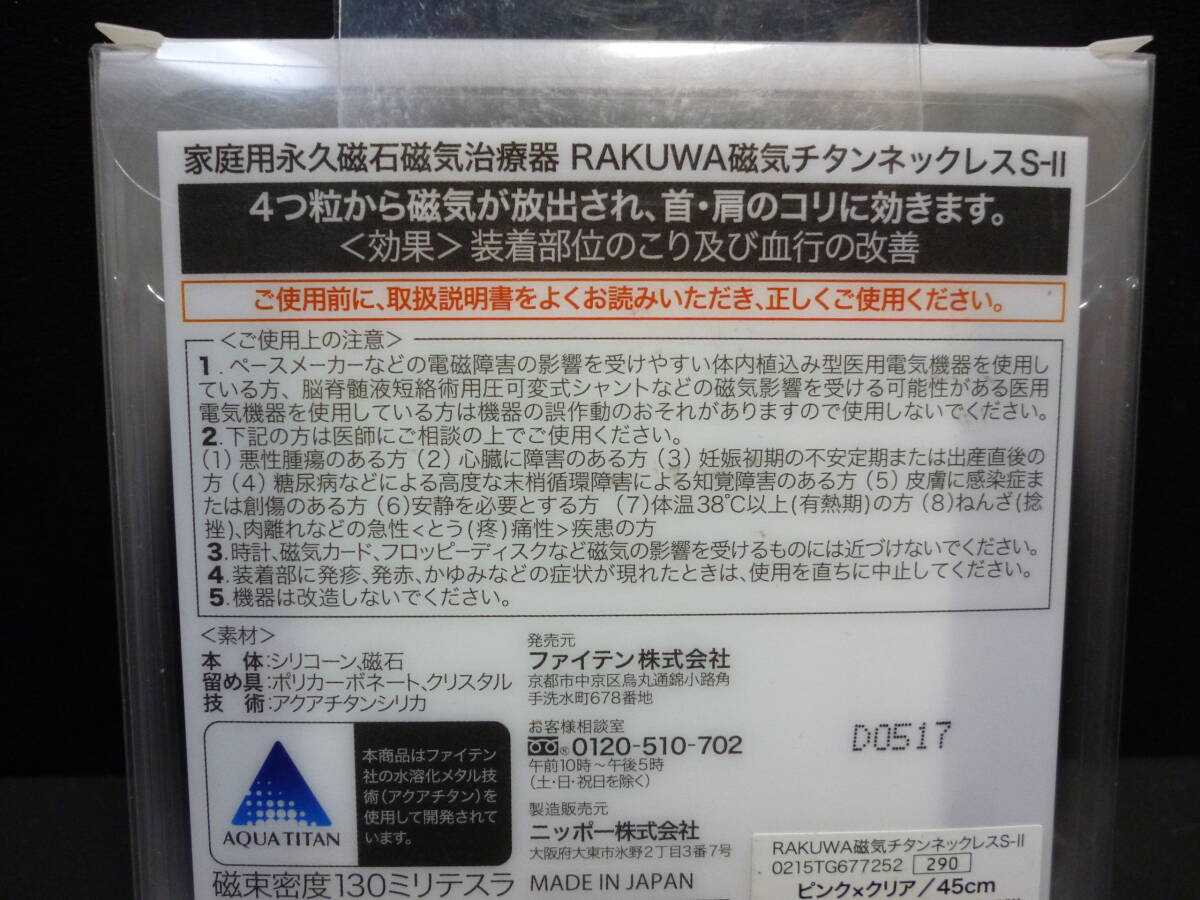 家庭用永久磁石磁気治療器 RAKUWA磁気チタンネックレスS-II
4つ粒から磁気が放出され、首・肩のコリに効きます。
<効果>装着部位のこり及び血行の改善
ご使用前に、取扱説明書をよくお読みいただき、正しくご使用ください。
<ご使用上の注意>
1.ペースメーカーなどの電磁障害の影響を受けやすい体内植込み型医用電気機器を使用し
ている方、脳脊髄液短絡術用圧可変式シャントなどの磁気影響を受ける可能性がある医用
電気機器を使用している方は機器の誤作動のおそれがありますので使用しないでください。
2.下記の方は医師にご相談の上でご使用ください。
(1) 悪性腫瘍のある方 (2) 心臓に障害のある方 (3) 妊娠初期の不安定期または出産直後の
方 (4) 糖尿病などによる高度な末梢循環障害による知覚障害のある方 (5) 皮膚に感染症ま
たは創傷のある方 (6)安静を必要とする方 (7)体温38℃以上(有熱期)の方 (8)ねんざ(捻
挫)、肉離れなどの急性<とう(疼)痛性>疾患の方
3.時計、磁気カード、フロッピーディスクなど磁気の影響を受けるものには近づけないでください。
4.装着部に発疹、発赤、かゆみなどの症状が現れたときは、使用を直ちに中止してください。
5.機器は改造しないでください。
<素材>
本 体:シリコーン、磁石
留め具:ポリカーボネート、クリスタル
技 術:アクアチタンシリカ
AQUA TITAN
本商品はファイテン
社の水溶化メタル技
術(アクアチタン)を
使用して開発されて
います。
磁束密度130ミリテスラ
発売元
ファイテン株式会社
京都市中京区烏丸通錦小路角
手洗水町678番地
お客様相談室
®0120-510-702
午前10時〜午後5時
(土・日・祝日を除く)
製造販売元
ニッポー株式会社
大阪府大東市氷野2丁目3番7号
MADE IN JAPAN
D0517
RAKUWA磁気チタンネックレスS-II
0215TG677252 290
ピンク×クリア/45cm